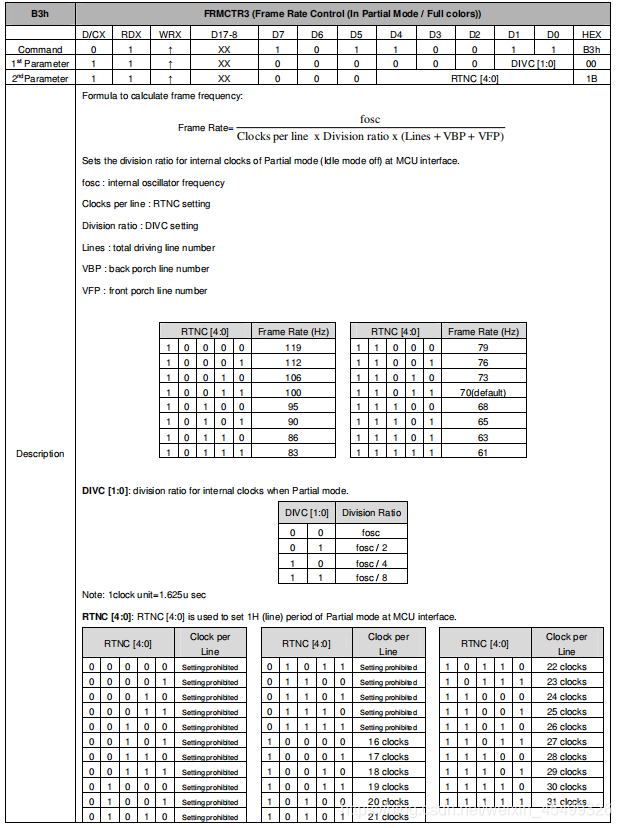 B3h FRMCTR3 (Frame Rate Control (In Partial Mode / Full colors))
D/CX RDX WRX D17-8 D7 D6 D5 D4 D3 D2 D1 D0 HEX
Command 0 1 ↑ XX 1 0 1 1 0 0 1 1 B3h
1st Parameter 1 1 ↑ XX 0 0 0 0 0 0 DIVC [1:0] 00
2nd Parameter 1 1 ↑ XX 0 0 0 RTNC [4:0] 1B
Description
Formula to calculate frame frequency:
fosc
Frame Rate=
Clocks per line x Division ratio x (Lines + VBP + VFP)
Sets the division ratio for internal clocks of Partial mode (Idle mode off) at MCU interface.
fosc : internal oscillator frequency
Clocks per line : RTNC setting
Division ratio : DIVC setting
Lines : total driving line number
VBP : back porch line number
VFP : front porch line number
RTNC [4:0] Frame Rate (Hz) RTNC [4:0] Frame Rate (Hz)
1 0 0 0 0 119 1 1 0 0 0 79
1 0 0 0 1 112 1 1 0 0 1 76
1 0 0 1 0 106 1 1 0 1 0 73
1 0 0 1 1 100 1 1 0 1 1 70(default)
1 0 1 0 0 95 1 1 1 0 0 68
1 0 1 0 1 90 1 1 1 0 1 65
1 0 1 1 0 86 1 1 1 1 0 63
1 0 1 1 1 83 1 1 1 1 1 61
DIVC [1:0]: division ratio for internal clocks when Partial mode.
DIVC [1:0] Division Ratio
0 0 fosc
0 1 fosc / 2
1 0 fosc / 4
1 1 fosc / 8
Note: 1clock unit=1.625u sec
RTNC [4:0]: RTNC [4:0] is used to set 1H (line) period of Partial mode at MCU interface.
RTNC [4:0] Clock per Line RTNC [4:0] Clock per Line RTNC [4:0] Clock per Line
0 0 0 0 0 Setting prohibited 0 1 0 1 1 Setting prohibited 1 0 1 1 0 22 clocks
0 0 0 0 1 Setting prohibited 0 1 1 0 0 Setting prohibited 1 0 1 1 1 23 clocks
0 0 0 1 0 Setting prohibited 0 1 1 0 1 Setting prohibited 1 1 0 0 0 24 clocks
0 0 0 1 1 Setting prohibited 0 1 1 1 0 Setting prohibited 1 1 0 0 1 25 clocks
0 0 1 0 0 Setting prohibited 0 1 1 1 1 Setting prohibited 1 1 0 1 0 26 clocks
0 0 1 0 1 Setting prohibited 1 0 0 0 0 16 clocks 1 1 0 1 1 27 clocks
0 0 1 1 0 Setting prohibited 1 0 0 0 1 17 clocks 1 1 1 0 0 28 clocks
0 0 1 1 1 Setting prohibited 1 0 0 1 0 18 clocks 1 1 1 0 1 29 clocks
0 1 0 0 0 Setting prohibited 1 0 0 1 1 19 clocks 1 1 1 1 0 30 clocks
0 1 0 0 1 Setting prohibited 1 0 1 0 0 20 clocks 1 1 1 1 1 31 clocks
0 1 0 1 0 Setting prohibited 1 0 1 0 1 21 clocks